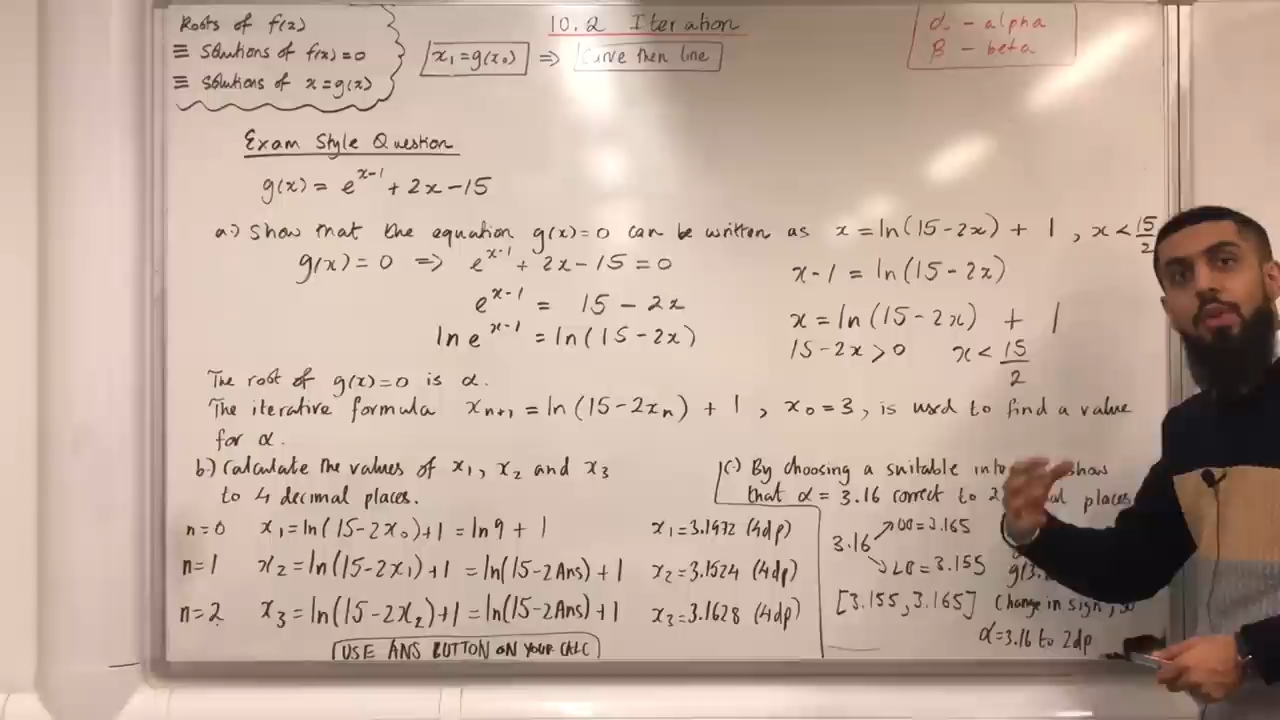 Roots of f(x)
≡ Solutions of f(x)=0
≡ Solutions of x=g(x)
10.2 Iteration
x₁=g(x₀) ⇒ Curve then line
α - alpha
β - beta
Exam Style Question
g(x) = e^(x-1) + 2x-15
a.) Show that the equation g(x)=0 can be written as x=ln(15-2x) + 1, x<15/2
g(x)=0 ⇒ e^(x-1) + 2x-15=0
e^(x-1) = 15-2x
ln e^(x-1) = ln(15-2x)
x-1 = ln(15-2x)
x=ln(15-2x) + 1
15-2x>0 x<15/2
The root of g(x)=0 is α.
The iterative formula xₙ₊₁ = ln(15-2xₙ) + 1, x₀=3, is used to find a value
for α.
b.) Calculate the values of x₁, x₂ and x₃
to 4 decimal places.
n=0 x₁=ln(15-2x₀)+1 = ln9 + 1 x₁=3.1972 (4dp)
n=1 x₂=ln(15-2x₁)+1 =ln(15-2Ans)+1 x₂=3.1524 (4dp)
n=2 x₃=ln(15-2x₂)+1 =ln(15-2Ans)+1 x₃=3.1628 (4dp)
USE ANS BUTTON ON YOUR CALC
(c.) By choosing a suitable show
that α = 3.16 correct to 2 places
3.16
UB=3.165
LB=3.155
[3.155,3.165] Change in sign, so
α=3.16 to 2dp